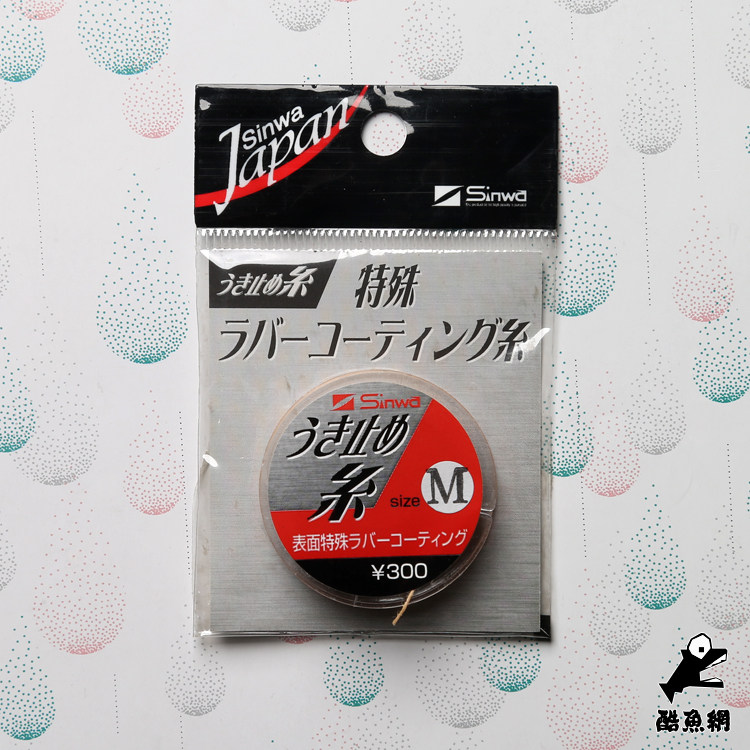 Sinwa
Japan
Sinwa
うき止め糸
特殊
ラバーコーティング糸
Sinwa
うき止め
糸
size M
表面特殊ラバーコーティング
¥300
酷魚網